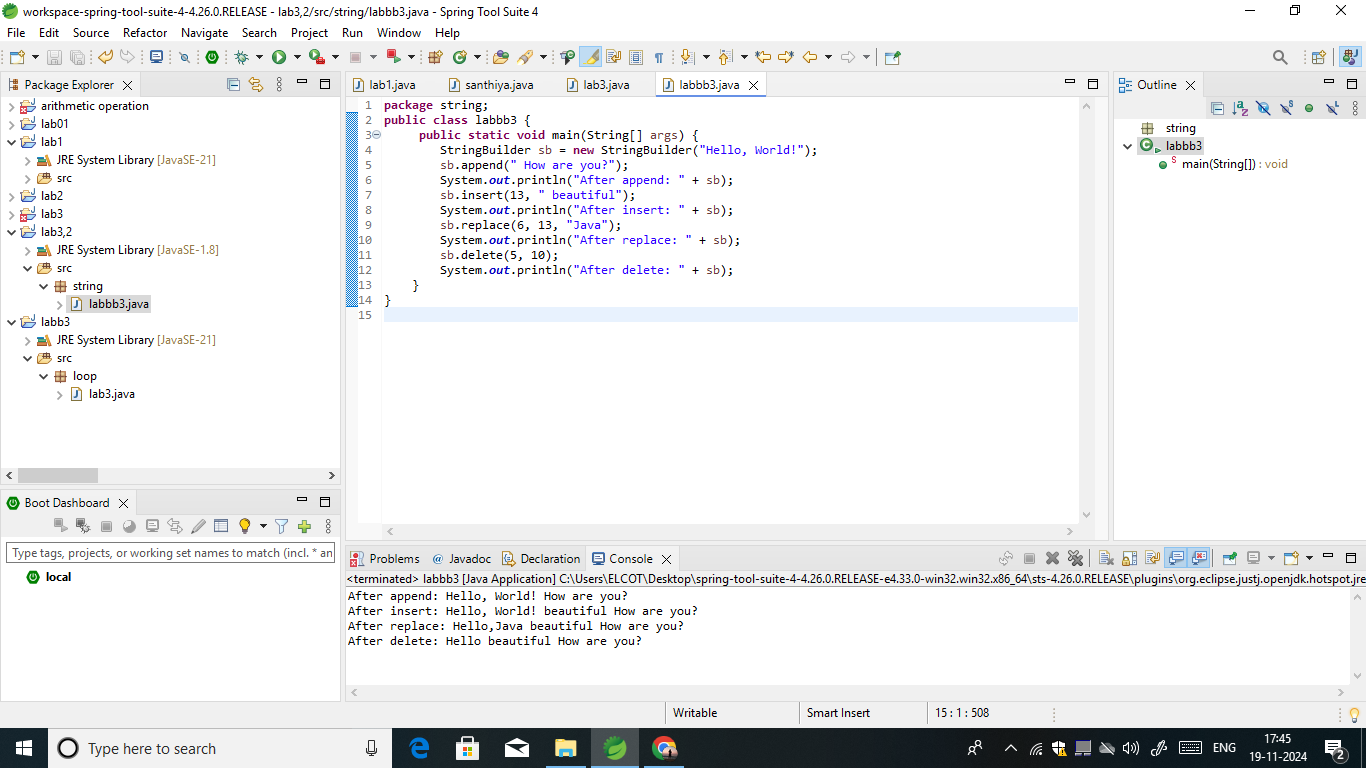 workspace-spring-tool-suite-4-4.26.0.RELEASE - lab3,2/src/string/labbb3.java - Spring Tool Suite 4
File Edit Source Refactor Navigate Search Project Run Window Help
Package Explorer
arithmetic operation
lab01
lab1
JRE System Library [JavaSE-21]
src
lab2
lab3
lab3,2
JRE System Library [JavaSE-1.8]
src
string
labbb3.java
labb3
JRE System Library [JavaSE-21]
src
loop
lab3.java
Boot Dashboard
Type tags, projects, or working set names to match (incl. * an
local
lab1.java santhiya.java lab3.java labbb3.java
1 package string;
2 public class labbb3 {
3 public static void main(String[] args) {
4 StringBuilder sb = new StringBuilder("Hello, World!");
5 sb.append(" How are you?");
6 System.out.println("After append: " + sb);
7 sb.insert(13, " beautiful");
8 System.out.println("After insert: " + sb);
9 sb.replace(6, 13, "Java");
10 System.out.println("After replace: " + sb);
11 sb.delete(5, 10);
12 System.out.println("After delete: " + sb);
13 }
14 }
15
Outline
string
labbb3
main(String[]) : void
Problems @ Javadoc Declaration Console
<terminated> labbb3 [Java Application] C:\Users\ELCOT\Desktop\spring-tool-suite-4-4.26.0.RELEASE-e4.33.0-win32.win32.x86_64\sts-4.26.0.RELEASE\plugins\org.eclipse.justj.openjdk.hotspot.jre
After append: Hello, World! How are you?
After insert: Hello, World! beautiful How are you?
After replace: Hello,Java beautiful How are you?
After delete: Hello beautiful How are you?
Writable Smart Insert 15 : 1 : 508
Type here to search
ENG
17:45
19-11-2024
2